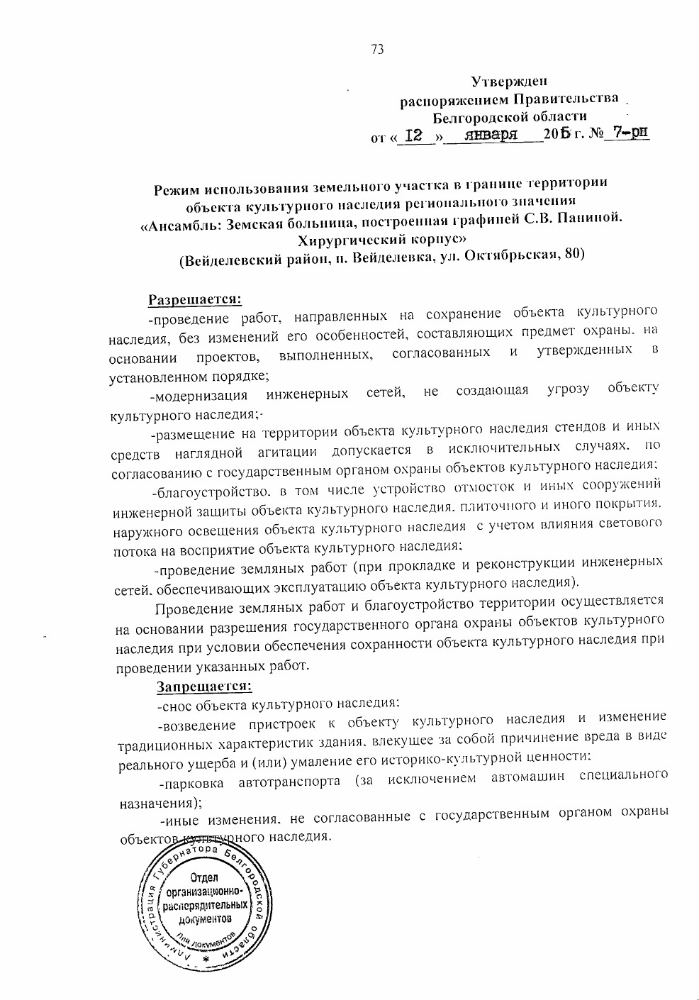 73
Утвержден
распоряжением Правительства
Белгородской области
от « 12 » января 20 г. № 7-рп
Режим использования земельного участка в границе территории
объекта культурного наследия регионального значения
«Ансамбль: Земская больница, построенная графиней С.В. Паниной.
Хирургический корпус»
(Вейделевский район, п. Вейделевка, ул. Октябрьская, 80)
Разрешается:
-проведение работ, направленных на сохранение объекта культурного
наследия, без изменений его особенностей, составляющих предмет охраны, на
основании проектов, выполненных, согласованных и утвержденных в
установленном порядке;
-модернизация инженерных сетей, не создающая угрозу объекту
культурного наследия;-
-размещение на территории объекта культурного наследия стендов и иных
средств наглядной агитации допускается в исключительных случаях, по
согласованию с государственным органом охраны объектов культурного наследия;
-благоустройство, в том числе устройство отмосток и иных сооружений
инженерной защиты объекта культурного наследия, плиточного и иного покрытия,
наружного освещения объекта культурного наследия с учетом влияния светового
потока на восприятие объекта культурного наследия;
-проведение земляных работ (при прокладке и реконструкции инженерных
сетей, обеспечивающих эксплуатацию объекта культурного наследия).
Проведение земляных работ и благоустройство территории осуществляется
на основании разрешения государственного органа охраны объектов культурного
наследия при условии обеспечения сохранности объекта культурного наследия при
проведении указанных работ.
Запрещается:
-снос объекта культурного наследия;
-возведение пристроек к объекту культурного наследия и изменение
традиционных характеристик здания, влекущее за собой причинение вреда в виде
реального ущерба и (или) умаление его историко-культурной ценности;
-парковка автотранспорта (за исключением автомашин специального
назначения);
-иные изменения, не согласованные с государственным органом охраны
объектов культурного наследия.
Администрация Губернатора Белгородской области
Отдел
организационно-
распорядительных
документов
Для документов